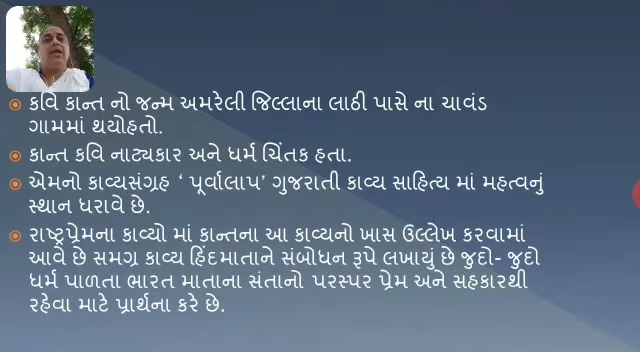 કવિ કાન્ત નો જન્મ અમરેલી જિલ્લાના લાઠી પાસે ના ચાવંડ
ગામમાં થયોહતો.
કાન્ત કવિ નાટ્યકાર અને ધર્મ ચિંતક હતા.
એમનો કાવ્યસંગ્રહ ‘ પૂર્વાલાપ’ ગુજરાતી કાવ્ય સાહિત્ય માં મહત્વનું
સ્થાન ધરાવે છે.
રાષ્ટ્રપ્રેમના કાવ્યો માં કાન્તના આ કાવ્યનો ખાસ ઉલ્લેખ કરવામાં
આવે છે સમગ્ર કાવ્ય હિંદમાતાને સંબોધન રૂપે લખાયું છે જુદો- જુદો
ધર્મ પાળતા ભારત માતાના સંતાનો પરસ્પર પ્રેમ અને સહકારથી
રહેવા માટે પ્રાર્થના કરે છે.